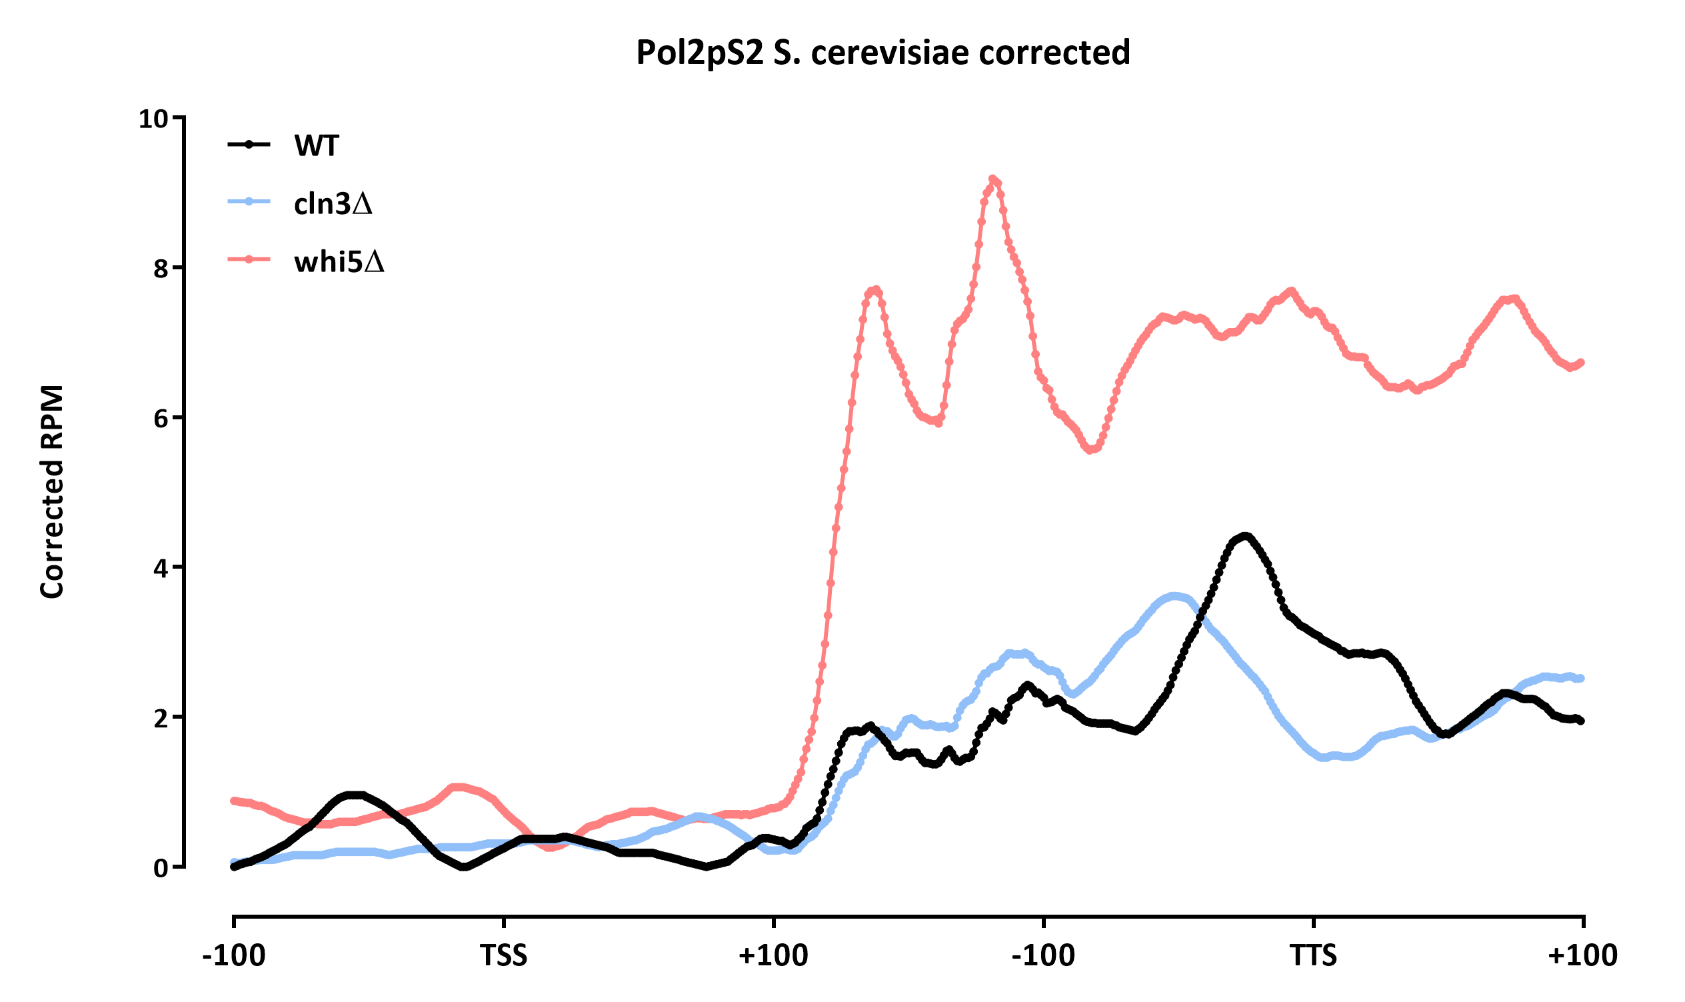 Pol2pS2 S. cerevisiae corrected
10
8
6
4
2
0
Corrected RPM
WT
cln3Δ
whi5Δ
-100 TSS +100 -100 TTS +100